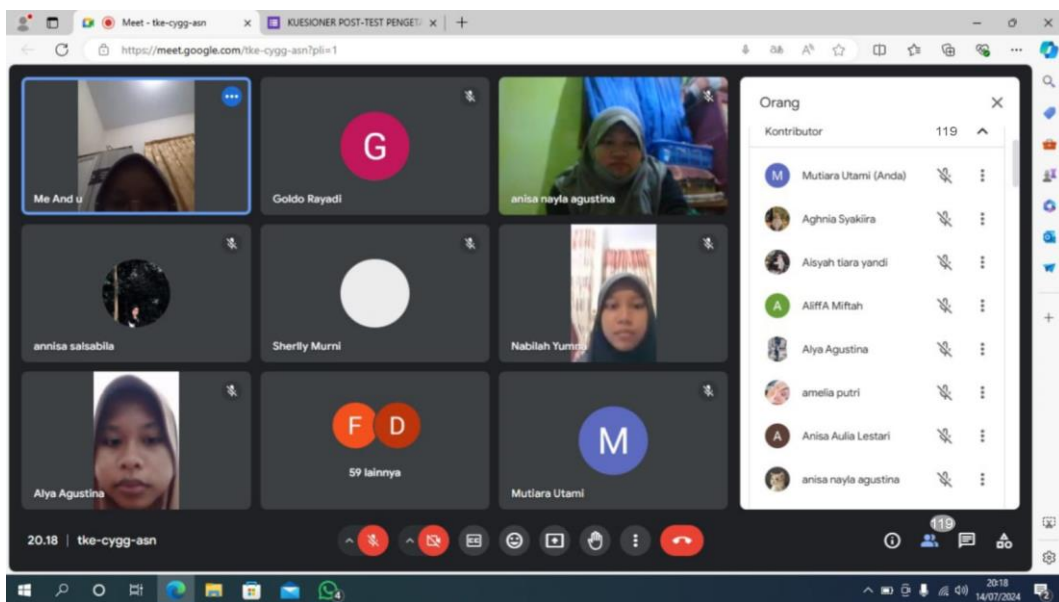 Meet - tke-cygg-asn
KUESIONER POST-TEST PENGET
https://meet.google.com/tke-cygg-asn?pli=1
Me And u
G
Goldo Rayadi
anisa nayla agustina
annisa salsabila
Sherlly Murni
Nabilah Yumna
Alya Agustina
F D
59 lainnya
M
Mutiara Utami
Orang
Kontributor 119
M Mutiara Utami (Anda)
Aghnia Syakiira
Aisyah tiara yandi
A AliffA Miftah
Alya Agustina
amelia putri
A Anisa Aulia Lestari
anisa nayla agustina
20.18 | tke-cygg-asn
CC
119
4
20:18
14/07/2024
2